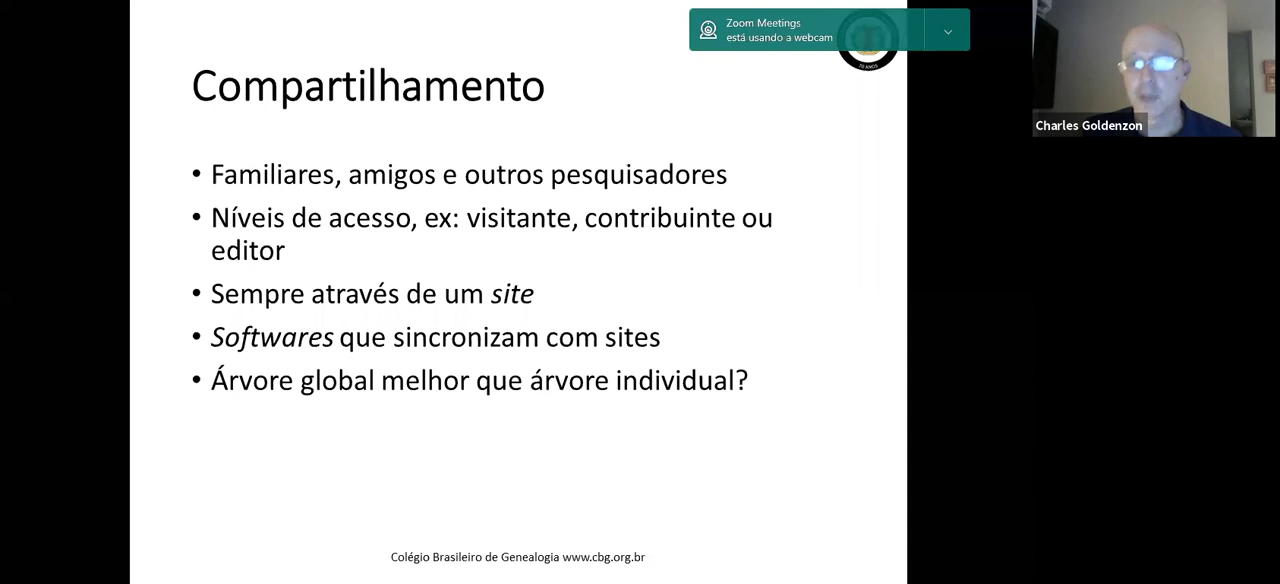 Zoom Meetings
está usando a webcam
70 ANOS
Compartilhamento
Charles Goldenzon
• Familiares, amigos e outros pesquisadores
• Níveis de acesso, ex: visitante, contribuinte ou
editor
• Sempre através de um site
• Softwares que sincronizam com sites
• Árvore global melhor que árvore individual?
Colégio Brasileiro de Genealogia www.cbg.org.br